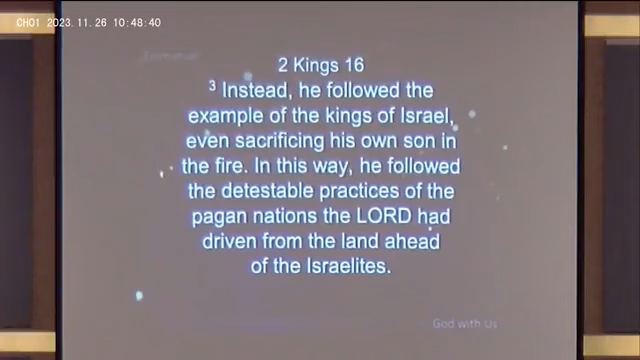 CH01 2023.11.26 10:48:40
Emmanuel
2 Kings 16
3 Instead, he followed the
example of the kings of Israel,
even sacrificing his own son in
the fire. In this way, he followed
the detestable practices of the
pagan nations the LORD had
driven from the land ahead
of the Israelites.
God with Us